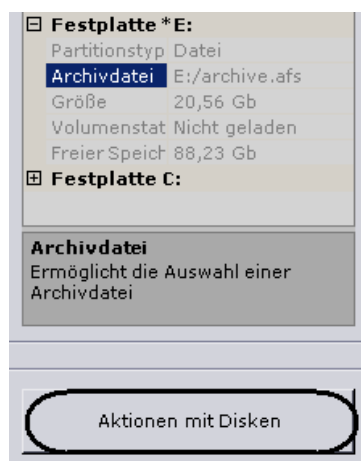 Festplatte *E:
Partitionstyp Datei
Archivdatei E:/archive.afs
Größe 20,56 Gb
Volumenstat Nicht geladen
Freier Speich 88,23 Gb
Festplatte C:
Archivdatei
Ermöglicht die Auswahl einer
Archivdatei
Aktionen mit Disken